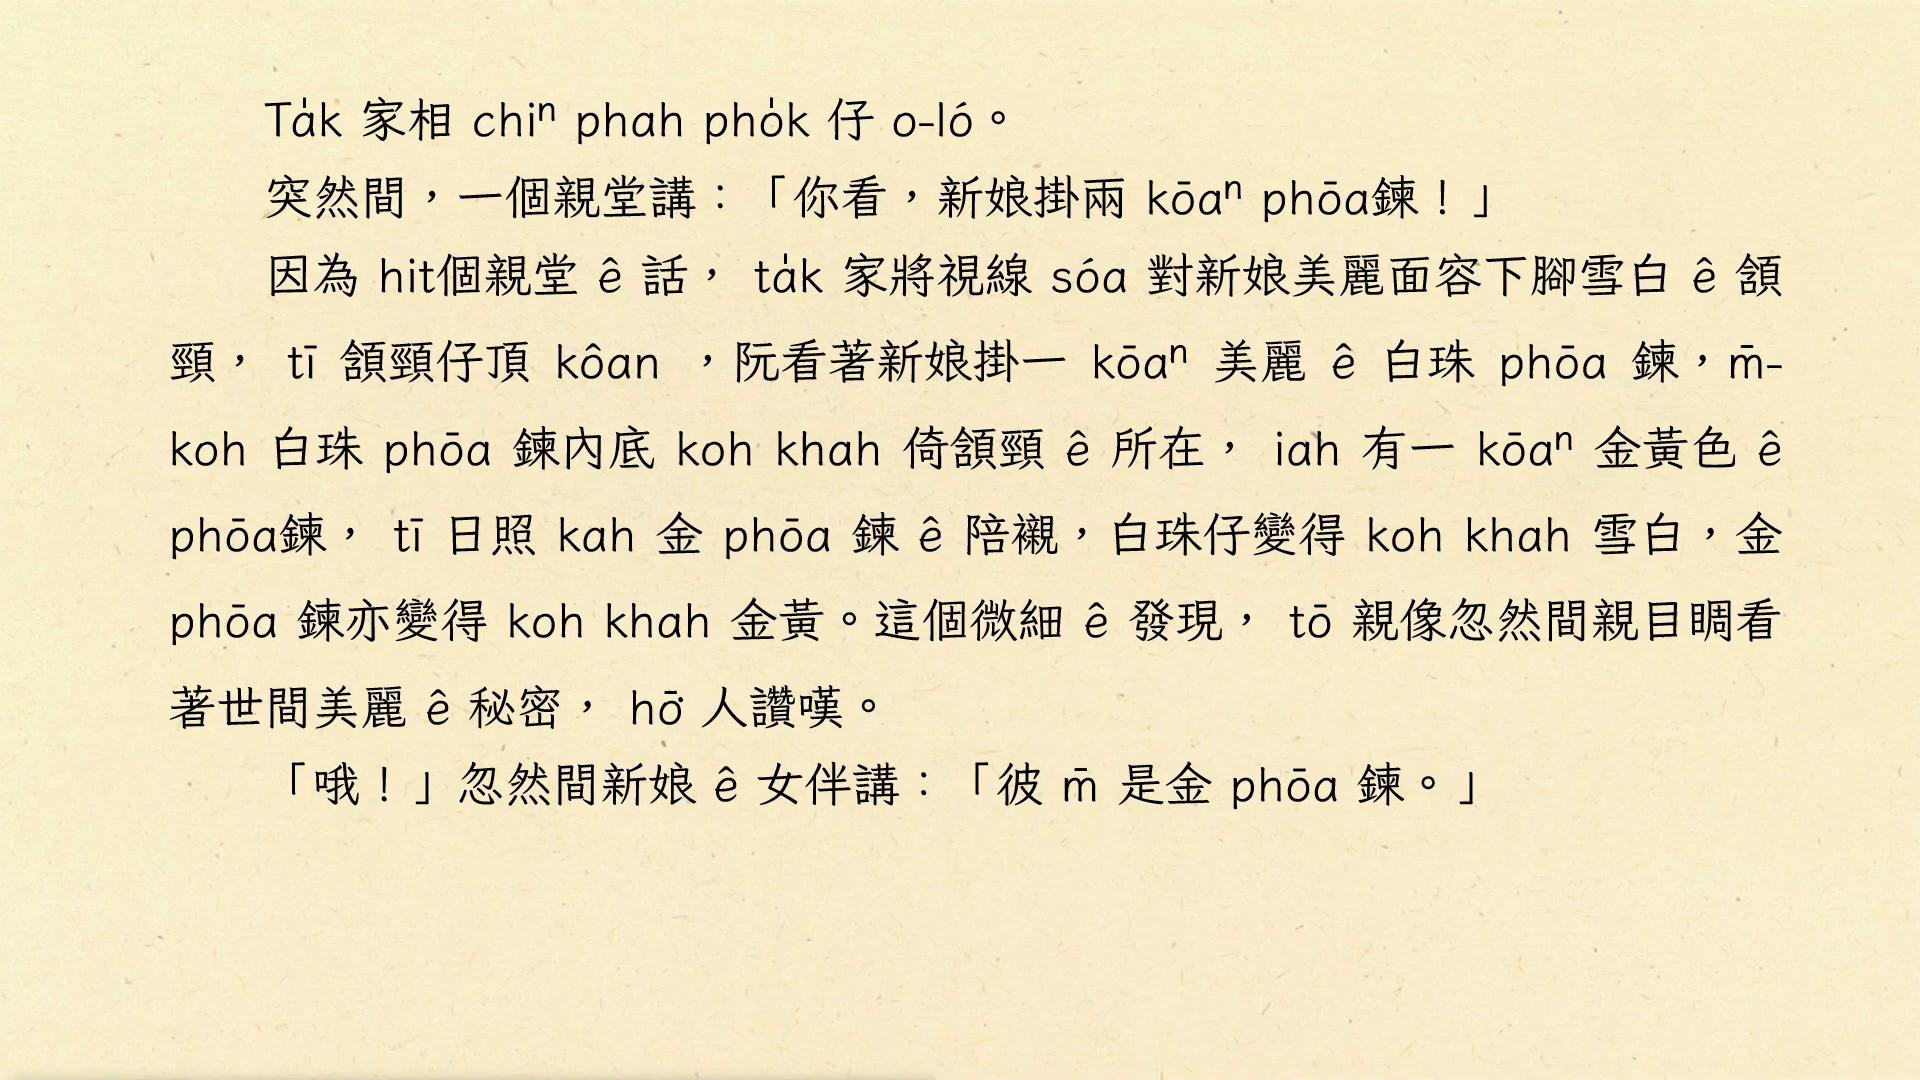 Ta̍k 家相 chiⁿ phah pho̍k 仔 o-ló。
突然間，一個親堂講：「你看，新娘掛兩 kōaⁿ phōa鍊！」
因為 hit個親堂 ê 話， ta̍k 家將視線 sóa 對新娘美麗面容下腳雪白 ê 頷
頸， tī 頷頸仔頂 kôan ，阮看著新娘掛一 kōaⁿ 美麗 ê 白珠 phōa 鍊，m̄-
koh 白珠 phōa 鍊內底 koh khah 倚頷頸 ê 所在， iah 有一 kōaⁿ 金黃色 ê
phōa鍊， tī 日照 kah 金 phōa 鍊 ê 陪襯，白珠仔變得 koh khah 雪白，金
phōa 鍊亦變得 koh khah 金黃。這個微細 ê 發現， tō 親像忽然間親目睭看
著世間美麗 ê 秘密， hō͘ 人讚嘆。
「哦！」忽然間新娘 ê 女伴講：「彼 m̄ 是金 phōa 鍊。」